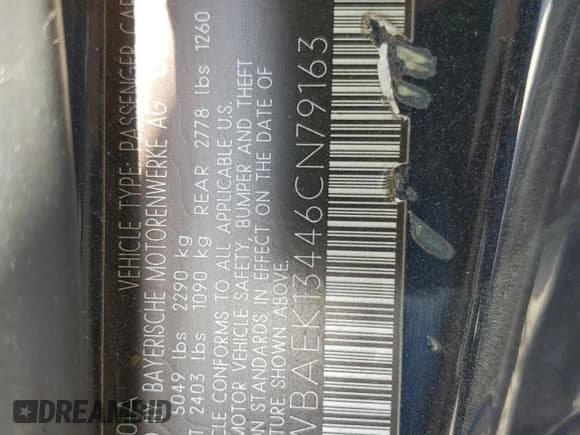 VEHICLE TYPE: PASSENGER CAR
BAYERISCHE MOTORENWERKE AG
5049 lbs 2290 kg
2403 lbs 1090 kg REAR 2778 lbs 1260
CONFORMS TO ALL APPLICABLE U.S.
MOTOR VEHICLE SAFETY, BUMPER AND THEFT
STANDARDS IN EFFECT ON THE DATE OF
SHOWN ABOVE.
WBAEK13446CN79163
DREAMBID